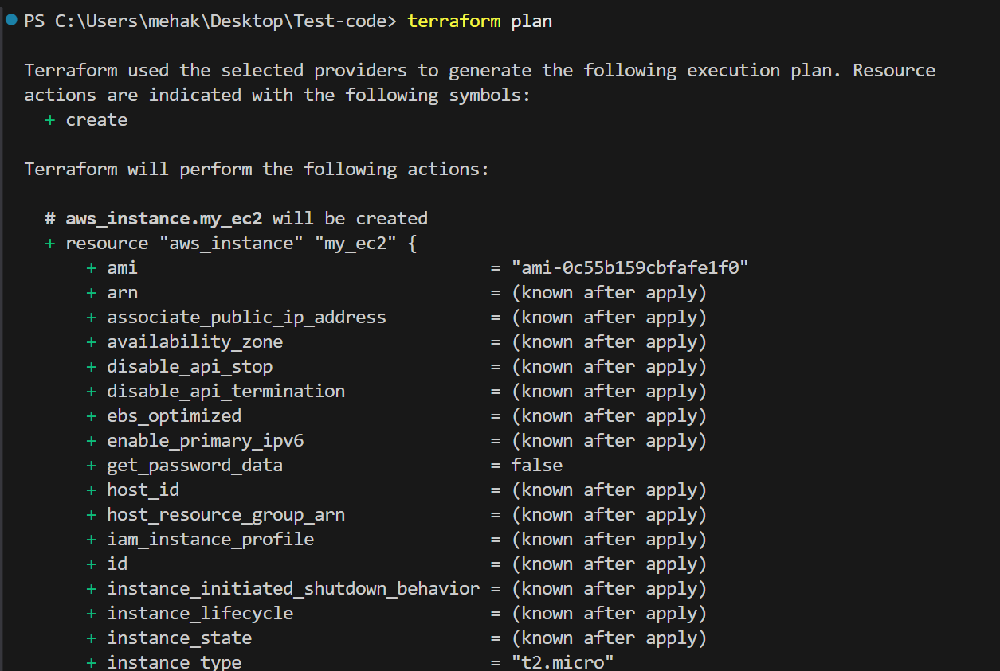 PS C:\Users\mehak\Desktop\Test-code> terraform plan
Terraform used the selected providers to generate the following execution plan. Resource
actions are indicated with the following symbols:
+ create
Terraform will perform the following actions:
# aws_instance.my_ec2 will be created
+ resource "aws_instance" "my_ec2" {
+ ami = "ami-0c55b159cbfafe1f0"
+ arn = (known after apply)
+ associate_public_ip_address = (known after apply)
+ availability_zone = (known after apply)
+ disable_api_stop = (known after apply)
+ disable_api_termination = (known after apply)
+ ebs_optimized = (known after apply)
+ enable_primary_ipv6 = (known after apply)
+ get_password_data = false
+ host_id = (known after apply)
+ host_resource_group_arn = (known after apply)
+ iam_instance_profile = (known after apply)
+ id = (known after apply)
+ instance_initiated_shutdown_behavior = (known after apply)
+ instance_lifecycle = (known after apply)
+ instance_state = (known after apply)
+ instance_type = "t2.micro"